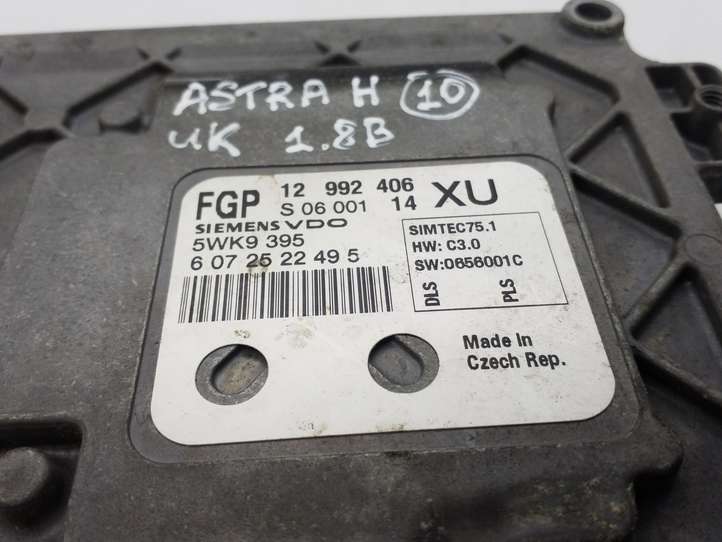 ASTRA H 10
UK 1.8B
FGP 12 992 406 XU
S 06 001 14
SIEMENS VDO
5WK9 395
6 07 25 22 49 5
SIMTEC75.1
HW: C3.0
SW:0656001C
DLS
PLS
Made In
Czech Rep.